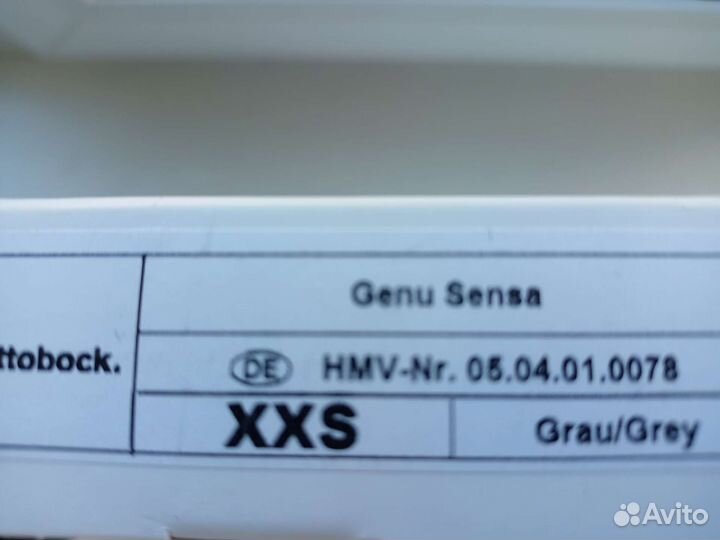 Genu Sensa
ttobock.
DE HMV-Nr. 05.04.01.0078
XXS Grau/Grey
Avito